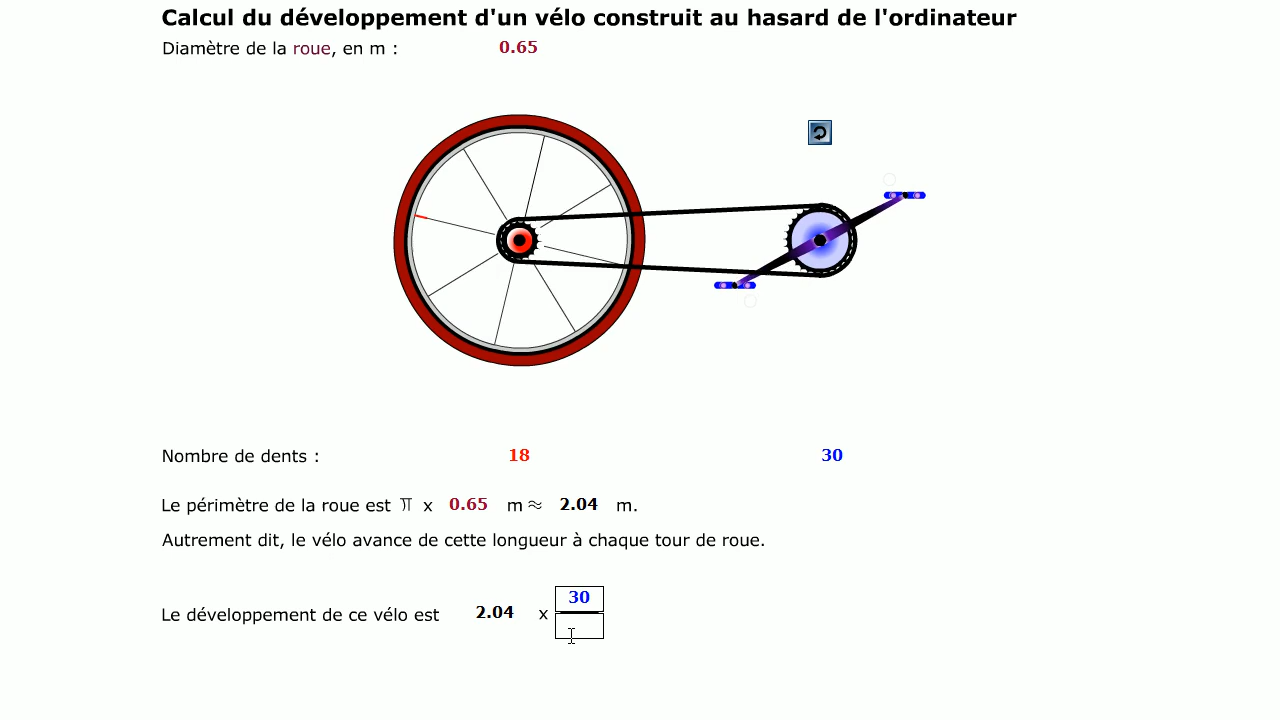 Calcul du développement d'un vélo construit au hasard de l'ordinateur
Diamètre de la roue, en m : 0.65
Nombre de dents : 18 30
Le périmètre de la roue est π x 0.65 m ≈ 2.04 m.
Autrement dit, le vélo avance de cette longueur à chaque tour de roue.
30
Le développement de ce vélo est 2.04 x